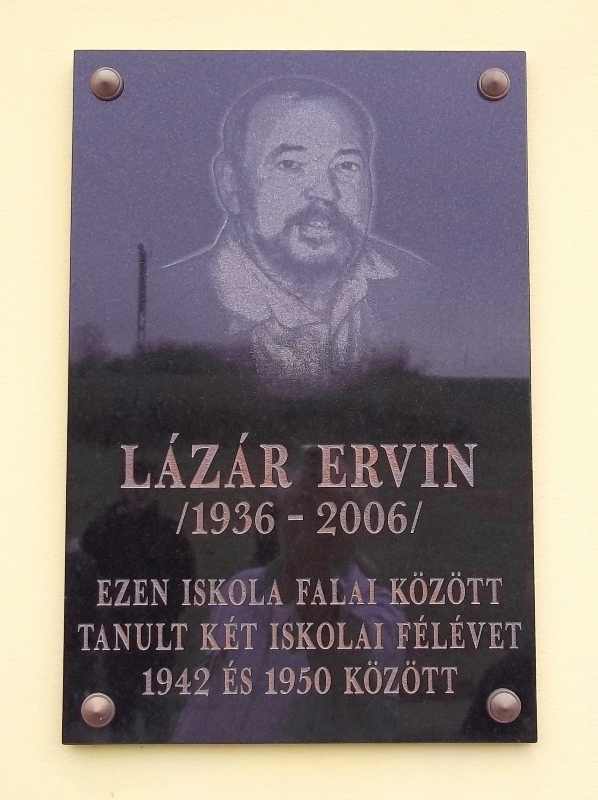 LÁZÁR ERVIN
/1936 - 2006/
EZEN ISKOLA FALAI KÖZÖTT
TANULT KÉT ISKOLAI FÉLÉVET
1942 ÉS 1950 KÖZÖTT